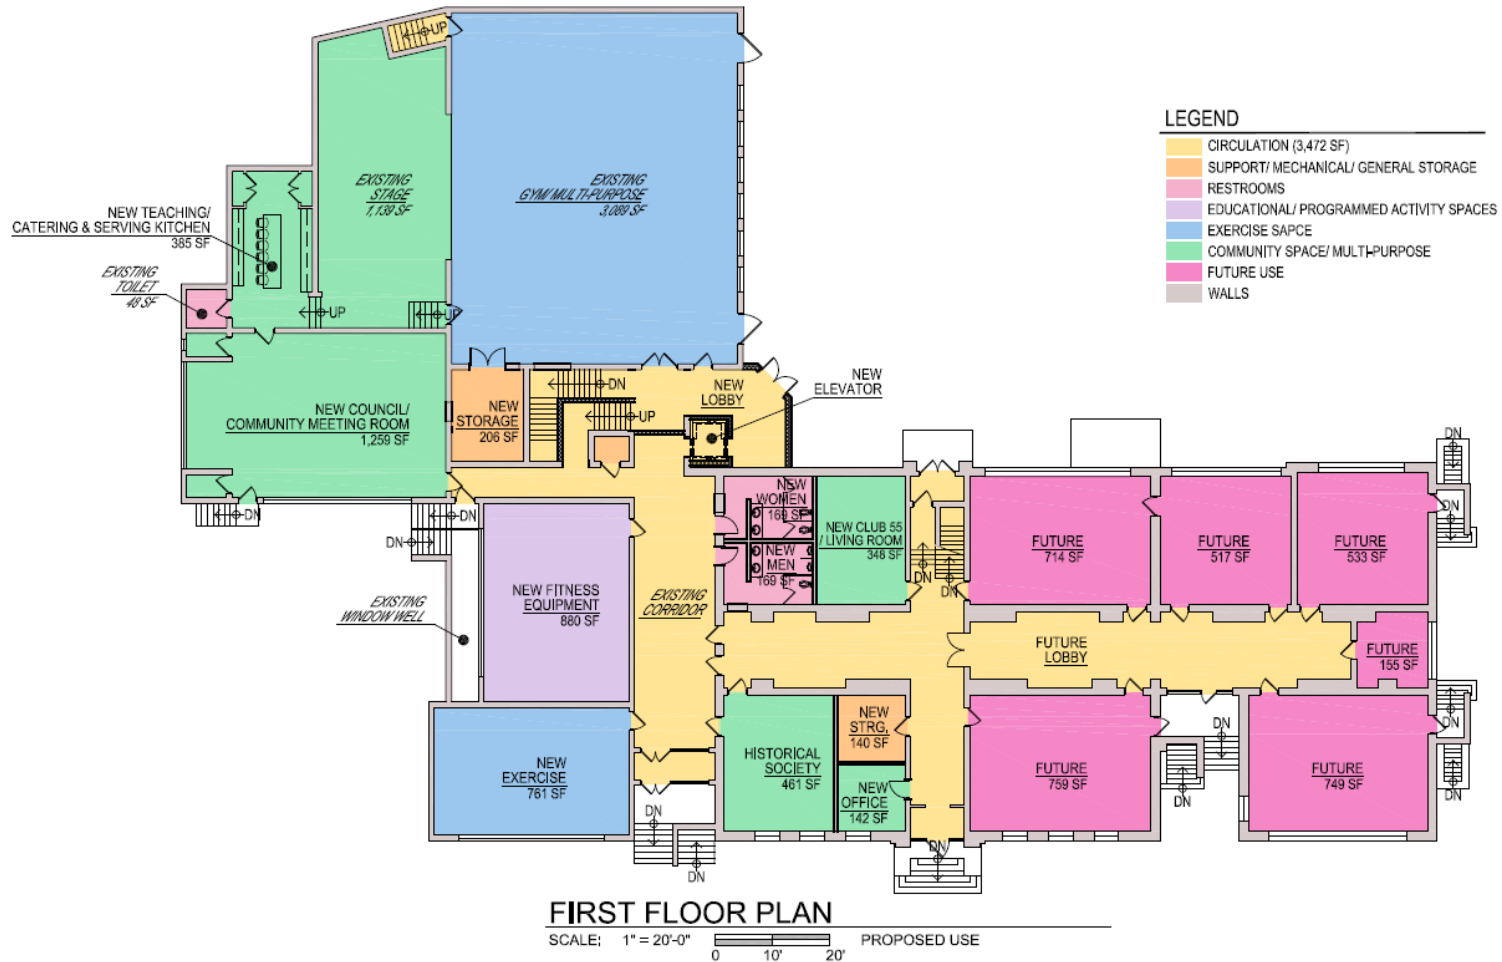 UP
LEGEND
CIRCULATION (3,472 SF)
SUPPORT/ MECHANICAL/ GENERAL STORAGE
RESTROOMS
EDUCATIONAL/ PROGRAMMED ACTIVITY SPACES
EXERCISE SAPCE
COMMUNITY SPACE/ MULTI-PURPOSE
FUTURE USE
WALLS
EXISTING
STAGE
1,139 SF
EXISTING
GYM/ MULTI-PURPOSE
3,089 SF
NEW TEACHING/
CATERING & SERVING KITCHEN
385 SF
EXISTING
TOILET
48 SF
UP
UP
NEW COUNCIL/
COMMUNITY MEETING ROOM
1,259 SF
NEW
STORAGE
206 SF
DN
UP
NEW
LOBBY
NEW
ELEVATOR
DN
DN
DN
NEW FITNESS
EQUIPMENT
880 SF
EXISTING
WINDOW WELL
EXISTING
CORRIDOR
NEW
WOMEN
169 SF
NEW
MEN
169 SF
NEW CLUB 55
/ LIVING ROOM
348 SF
DN
DN
FUTURE
714 SF
FUTURE
517 SF
FUTURE
533 SF
DN
DN
FUTURE
LOBBY
FUTURE
155 SF
NEW
EXERCISE
761 SF
HISTORICAL
SOCIETY
461 SF
NEW
STRG.
140 SF
NEW
OFFICE
142 SF
FUTURE
759 SF
FUTURE
749 SF
DN
DN
DN
DN
DN
DN
DN
FIRST FLOOR PLAN
SCALE: 1" = 20'-0" 0 10' 20' PROPOSED USE